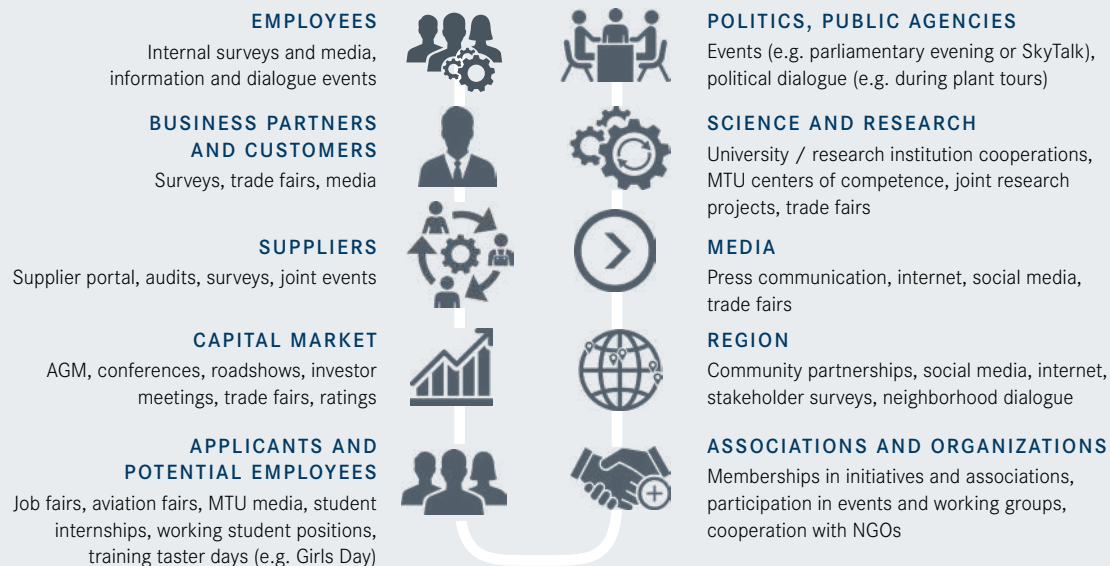 EMPLOYEES
Internal surveys and media,
information and dialogue events
BUSINESS PARTNERS
AND CUSTOMERS
Surveys, trade fairs, media
SUPPLIERS
Supplier portal, audits, surveys, joint events
CAPITAL MARKET
AGM, conferences, roadshows, investor
meetings, trade fairs, ratings
APPLICANTS AND
POTENTIAL EMPLOYEES
Job fairs, aviation fairs, MTU media, student
internships, working student positions,
training taster days (e.g. Girls Day)
POLITICS, PUBLIC AGENCIES
Events (e.g. parliamentary evening or SkyTalk),
political dialogue (e.g. during plant tours)
SCIENCE AND RESEARCH
University / research institution cooperations,
MTU centers of competence, joint research
projects, trade fairs
MEDIA
Press communication, internet, social media,
trade fairs
REGION
Community partnerships, social media, internet,
stakeholder surveys, neighborhood dialogue
ASSOCIATIONS AND ORGANIZATIONS
Memberships in initiatives and associations,
participation in events and working groups,
cooperation with NGOs